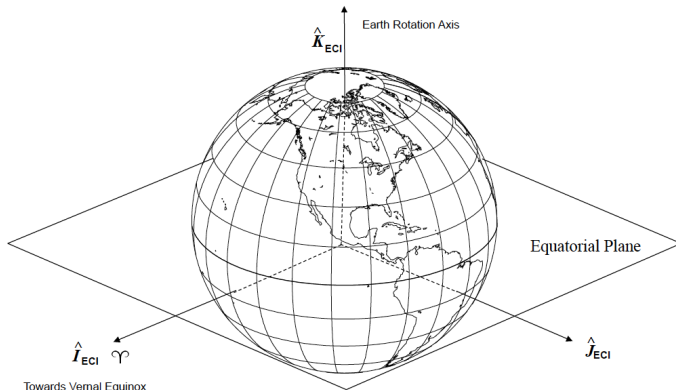 Earth Rotation Axis
K̂ECI
Equatorial Plane
ÎECI ♈
ĴECI
Towards Vernal Equinox